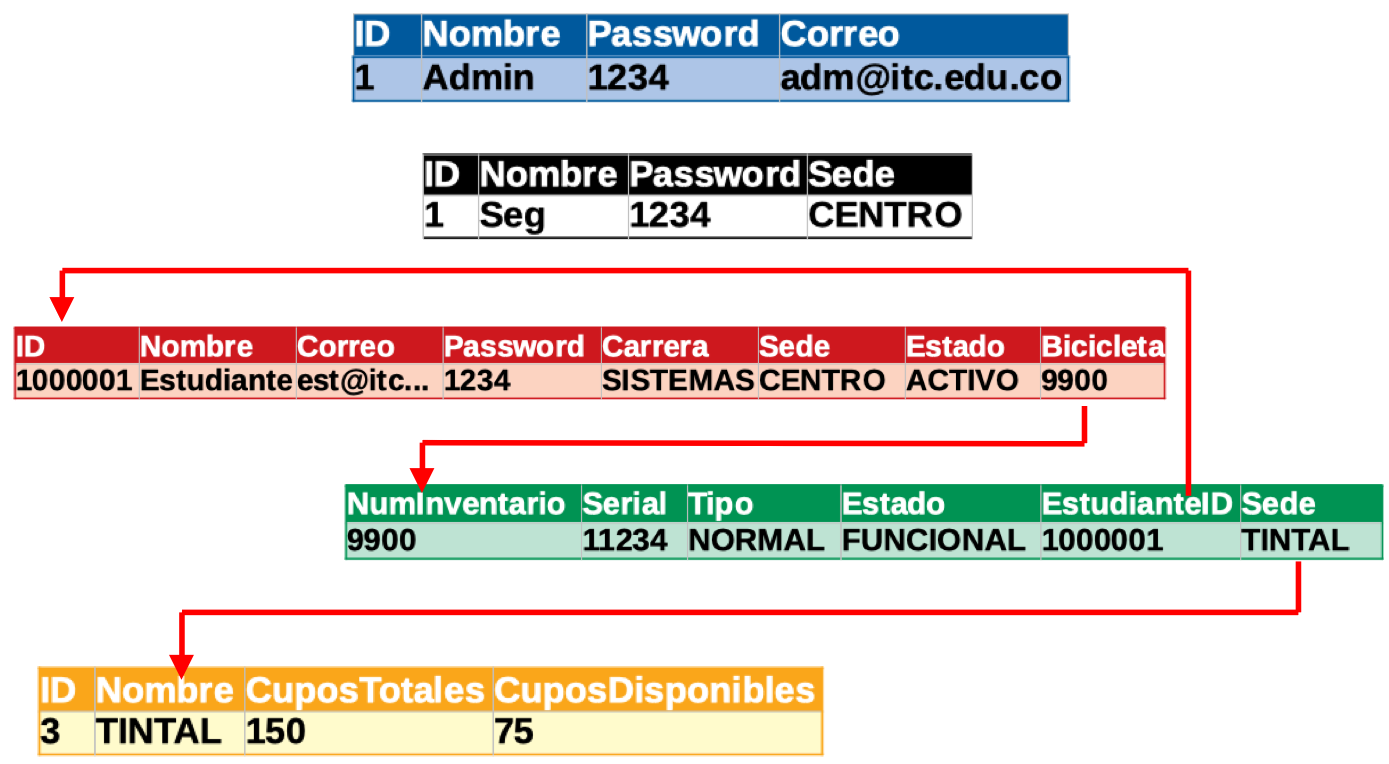 ID Nombre Password Correo
1 Admin 1234 adm@itc.edu.co
ID Nombre Password Sede
1 Seg 1234 CENTRO
ID Nombre Correo Password Carrera Sede Estado Bicicleta
1000001 Estudiante est@itc... 1234 SISTEMAS CENTRO ACTIVO 9900
NumInventario Serial Tipo Estado EstudianteID Sede
9900 11234 NORMAL FUNCIONAL 1000001 TINTAL
ID Nombre CuposTotales CuposDisponibles
3 TINTAL 150 75